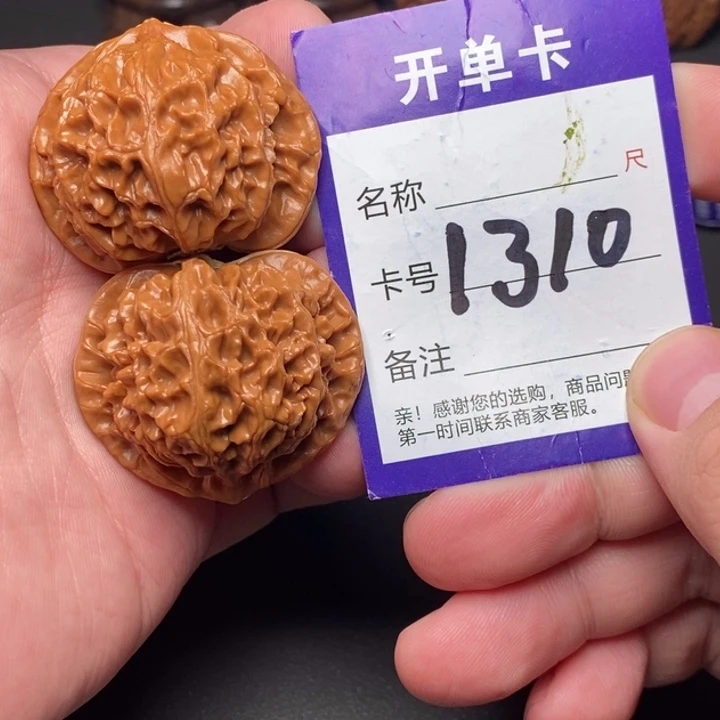 开单卡
名称 尺
卡号 1310
备注
亲！感谢您的选购，商品问
第一时间联系商家客服。